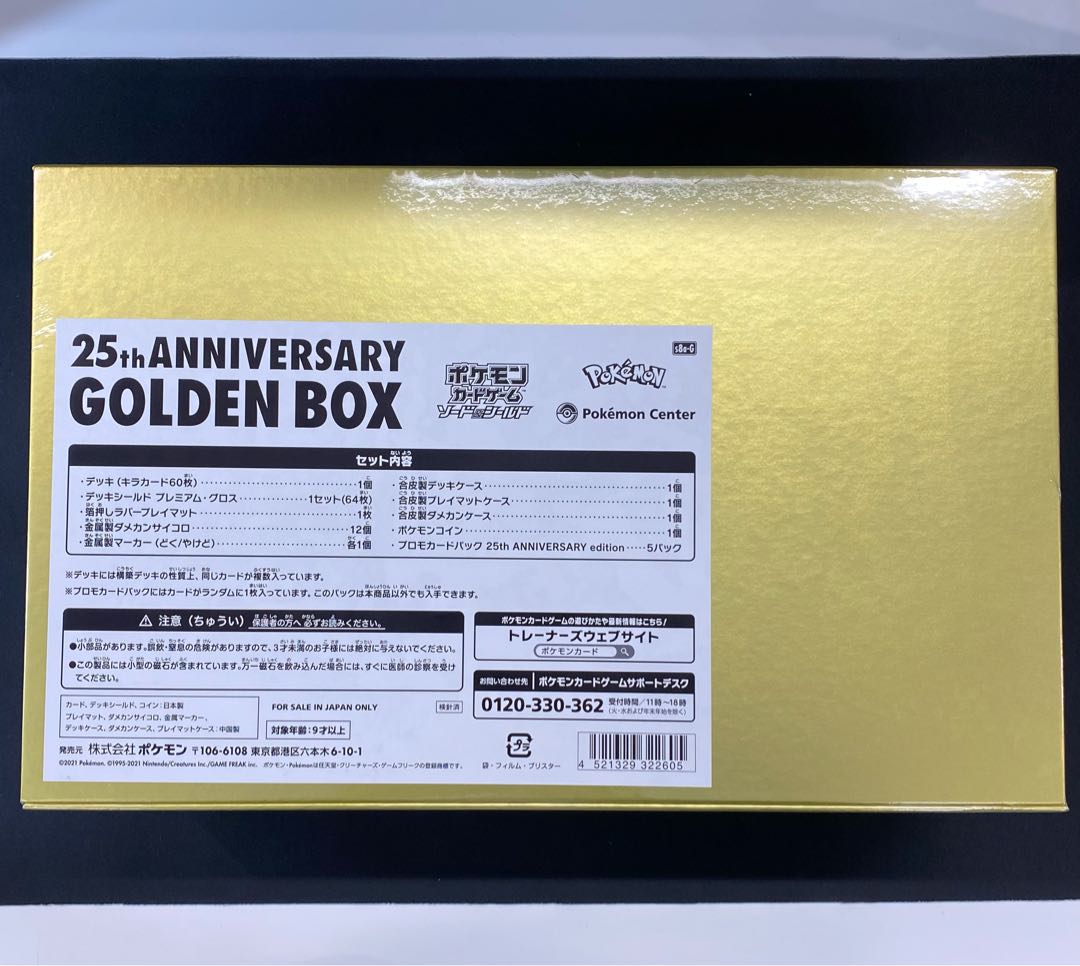 25th ANNIVERSARY
GOLDEN BOX
ポケモン
カードゲーム
ソード&シールド
s8a-G
Pokémon
Pokémon Center
セット内容
・デッキ(キラカード60枚)……1個
・デッキシールド プレミアム・グロス……1セット(64枚)
・箔押しラバープレイマット……1枚
・金属製ダメカンサイコロ……12個
・金属製マーカー(どく/やけど)……各1個
・合皮製デッキケース……1個
・合皮製プレイマットケース……1個
・合皮製ダメカンケース……1個
・ポケモンコイン……1個
・プロモカードパック 25th ANNIVERSARY edition……5パック
※デッキには構築デッキの性質上、同じカードが複数入っています。
※プロモカードパックにはカードがランダムに1枚入っています。このパックは本商品以外でも入手できます。
⚠ 注意(ちゅうい) 保護者の方へ 必ずお読みください。
●小部品があります。誤飲・窒息の危険がありますので、3才未満のお子様には絶対に与えないでください。
●この製品には小型の磁石が含まれています。万一磁石を飲み込んだ場合には、すぐに医師の診察を受け
てください。
ポケモンカードゲームの遊びかたや最新情報はこちら/
トレーナーズウェブサイト
ポケモンカード
お問い合わせ先 ポケモンカードゲームサポートデスク
0120-330-362 受付時間/11時〜18時
(火・水および年末年始を除く)
カード、デッキシールド、コイン:日本製
プレイマット、ダメカンサイコロ、金属マーカー、
デッキケース、ダメカンケース、プレイマットケース:中国製
FOR SALE IN JAPAN ONLY
検針済
対象年齢:9才以上
発売元 株式会社ポケモン 〒106-6108 東京都港区六本木6-10-1
©2021 Pokémon. ©1995-2021 Nintendo/Creatures Inc./GAME FREAK inc. ポケモン・Pokémonは任天堂・クリーチャーズ・ゲームフリークの登録商標です。
プラ
袋・フィルム・ブリスター
4 521329 322605